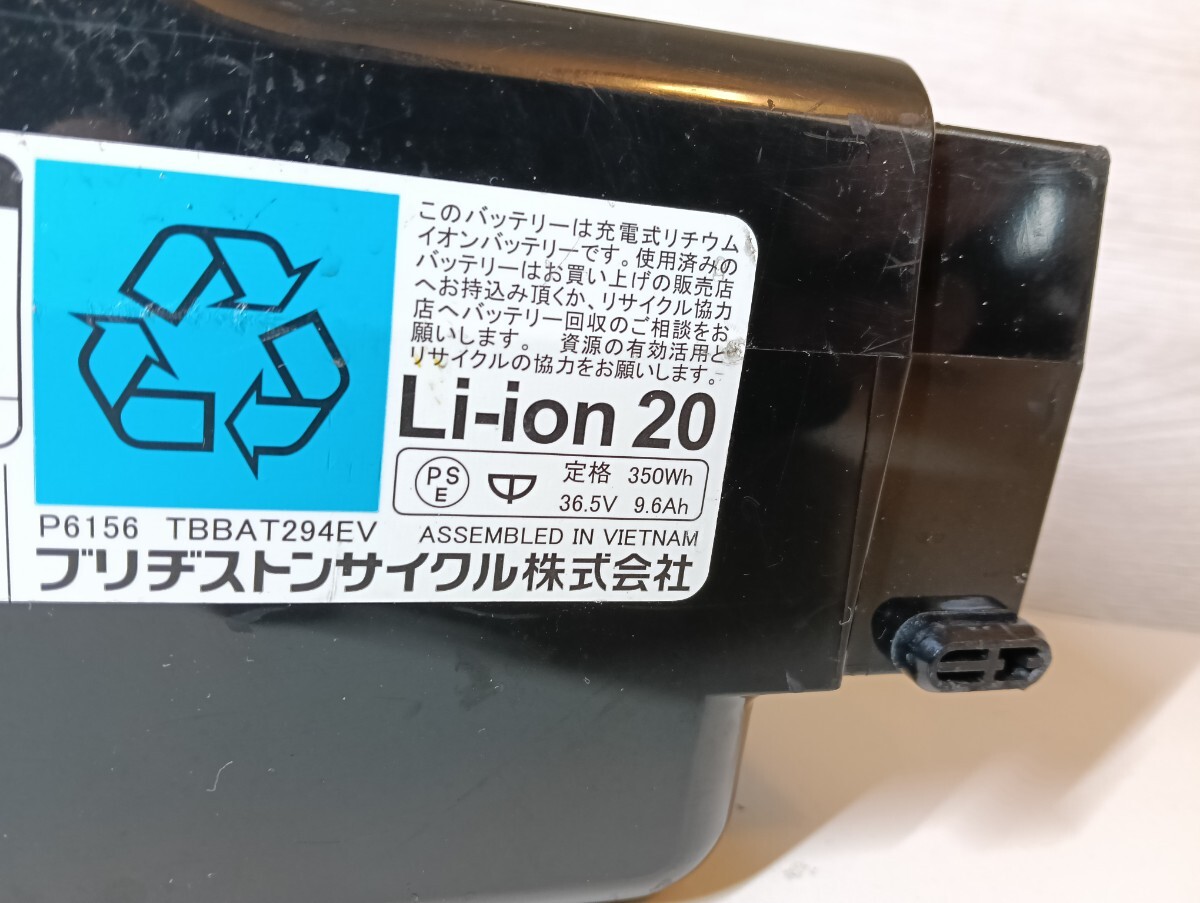 このバッテリーは充電式リチウム
イオンバッテリーです。使用済みの
バッテリーはお買い上げの販売店
へお持込み頂くか、リサイクル協力
店へバッテリー回収のご相談をお
願いします。 資源の有効活用と
リサイクルの協力をお願いします。
Li-ion 20
PS
E
定格 350Wh
36.5V 9.6Ah
P6156 TBBAT294EV ASSEMBLED IN VIETNAM
ブリヂストンサイクル株式会社